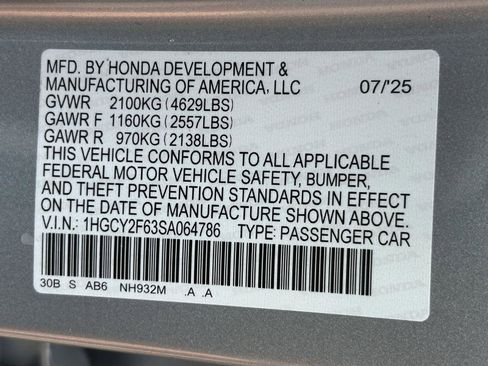 MFD. BY HONDA DEVELOPMENT &
MANUFACTURING OF AMERICA, LLC 07/'25
GVWR 2100KG(4629LBS)
GAWR F 1160KG(2557LBS)
GAWR R 970KG(2138LBS)
THIS VEHICLE CONFORMS TO ALL APPLICABLE
FEDERAL MOTOR VEHICLE SAFETY, BUMPER,
AND THEFT PREVENTION STANDARDS IN EFFECT
ON THE DATE OF MANUFACTURE SHOWN ABOVE.
V.I.N.: 1HGCY2F63SA064786 TYPE: PASSENGER CAR
30B S AB6 NH932M .A .A